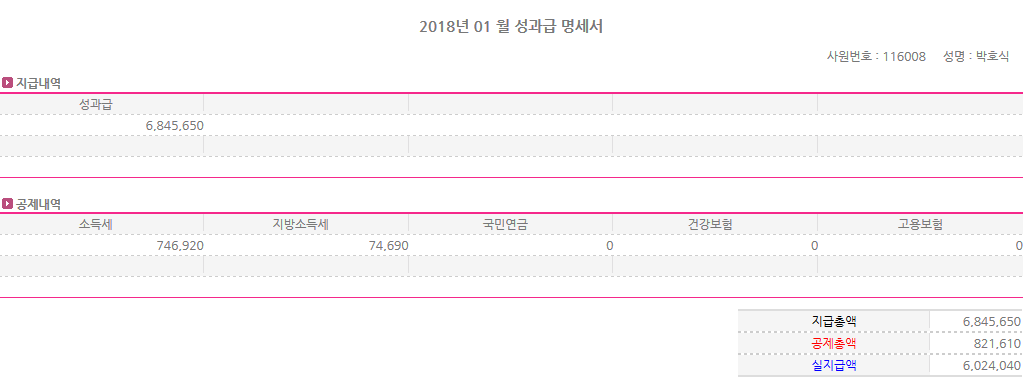 2018년 01 월 성과급 명세서
사원번호 : 116008 성명 : 박호식
지급내역
성과급
6,845,650
공제내역
소득세 지방소득세 국민연금 건강보험 고용보험
746,920 74,690 0 0 0
지급총액 6,845,650
공제총액 821,610
실지급액 6,024,040